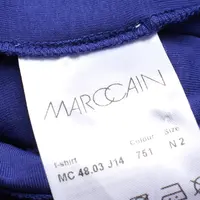 MARCCAIN
t-shirt Colour Size
MC 48.03 J14 751 N 2